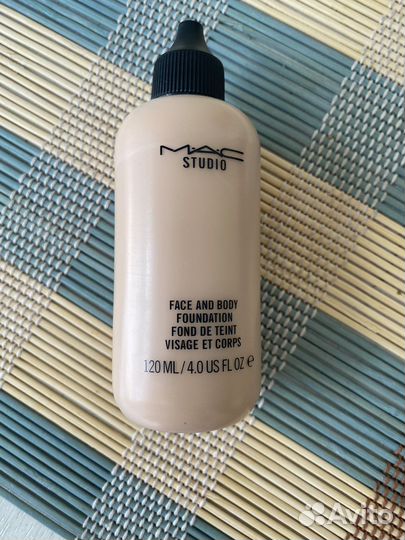 M·A·C
STUDIO
FACE AND BODY
FOUNDATION
FOND DE TEINT
VISAGE ET CORPS
120 ML / 4.0 US FL OZ e
Avito